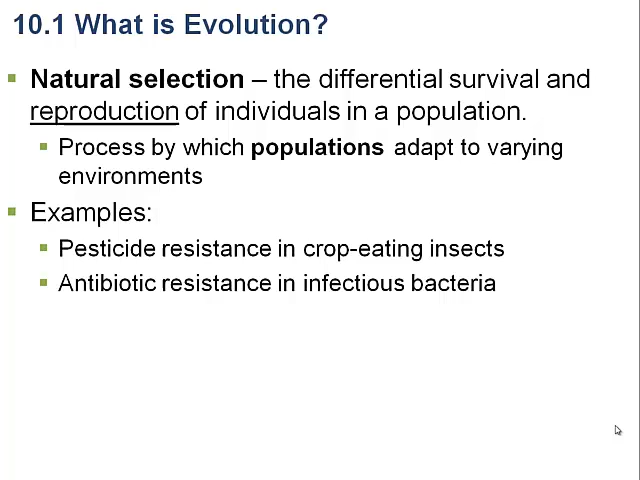 10.1 What is Evolution?
Natural selection – the differential survival and
reproduction of individuals in a population.
Process by which populations adapt to varying
environments
Examples:
Pesticide resistance in crop-eating insects
Antibiotic resistance in infectious bacteria